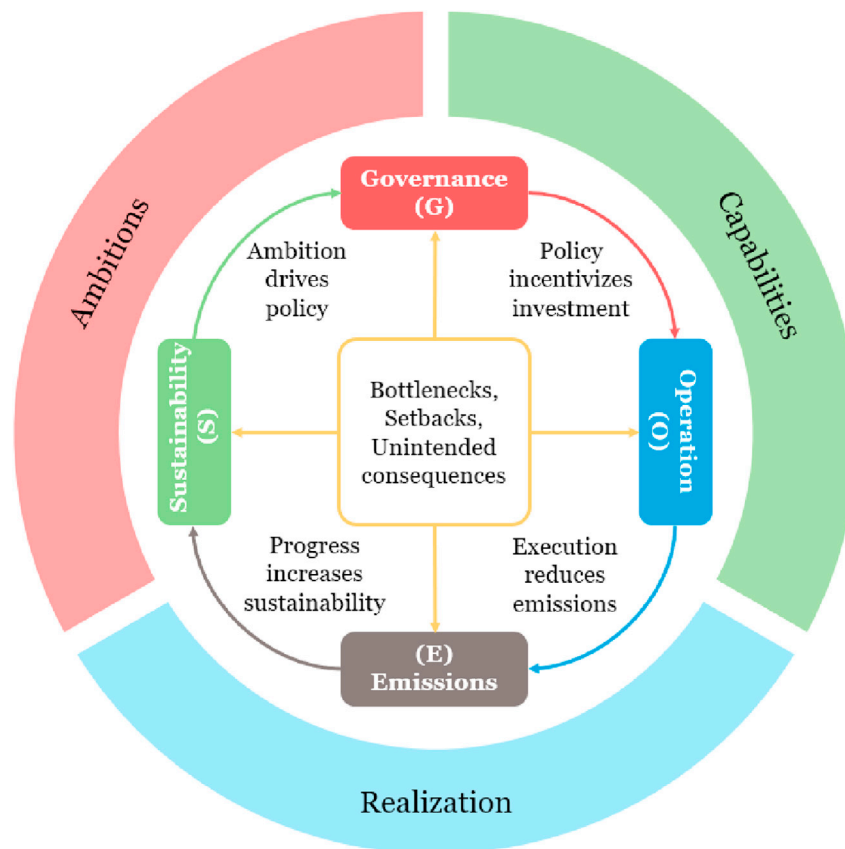 Ambitions
Capabilities
Realization
Governance
(G)
Ambition
drives
policy
Policy
incentivizes
investment
Sustainability
(S)
Bottlenecks,
Setbacks,
Unintended
consequences
Operation
(O)
Progress
increases
sustainability
Execution
reduces
emissions
(E)
Emissions